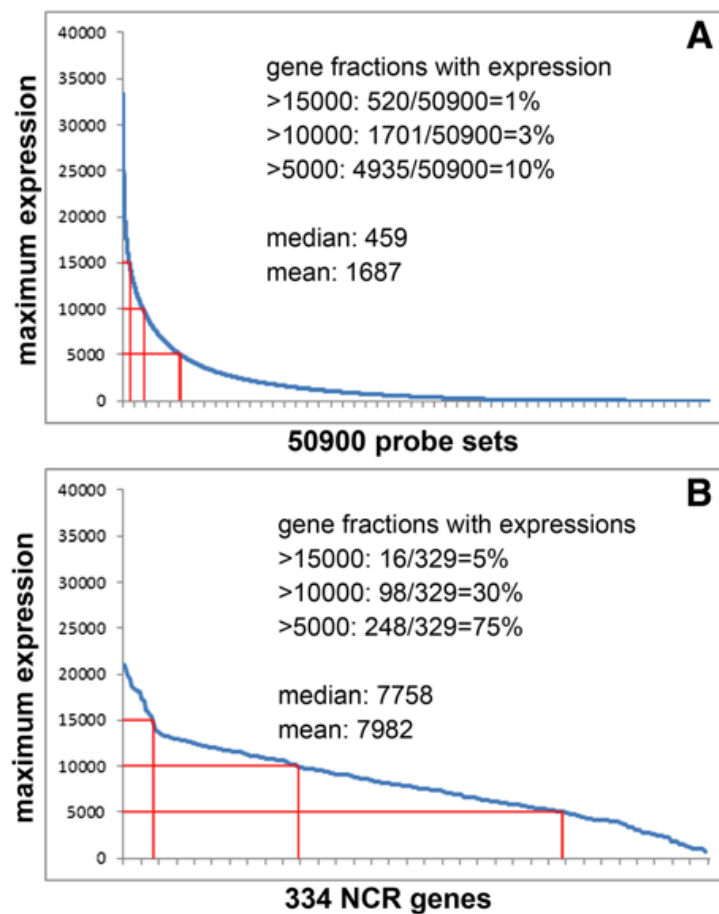 A
40000
35000
30000
25000
20000
15000
10000
5000
0
maximum expression
gene fractions with expression
>15000: 520/50900=1%
>10000: 1701/50900=3%
>5000: 4935/50900=10%
median: 459
mean: 1687
50900 probe sets
B
40000
35000
30000
25000
20000
15000
10000
5000
0
maximum expression
gene fractions with expressions
>15000: 16/329=5%
>10000: 98/329=30%
>5000: 248/329=75%
median: 7758
mean: 7982
334 NCR genes